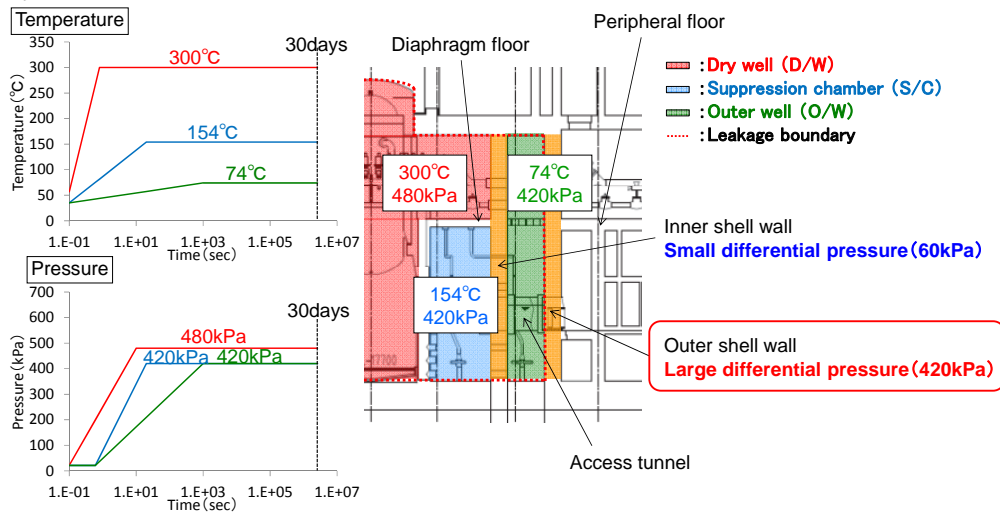 Temperature
350
300
250
200
150
100
50
0
Temperature(℃)
300℃
154℃
74℃
30days
1.E-01 1.E+01 1.E+03 1.E+05 1.E+07
Time(sec)
Pressure
700
600
500
400
300
200
100
0
Pressure(kPa)
480kPa
420kPa 420kPa
30days
1.E-01 1.E+01 1.E+03 1.E+05 1.E+07
Time(sec)
Diaphragm floor
Peripheral floor
:Dry well (D/W)
:Suppression chamber (S/C)
:Outer well (O/W)
:Leakage boundary
300℃
480kPa
74℃
420kPa
154℃
420kPa
Inner shell wall
Small differential pressure(60kPa)
Outer shell wall
Large differential pressure(420kPa)
Access tunnel